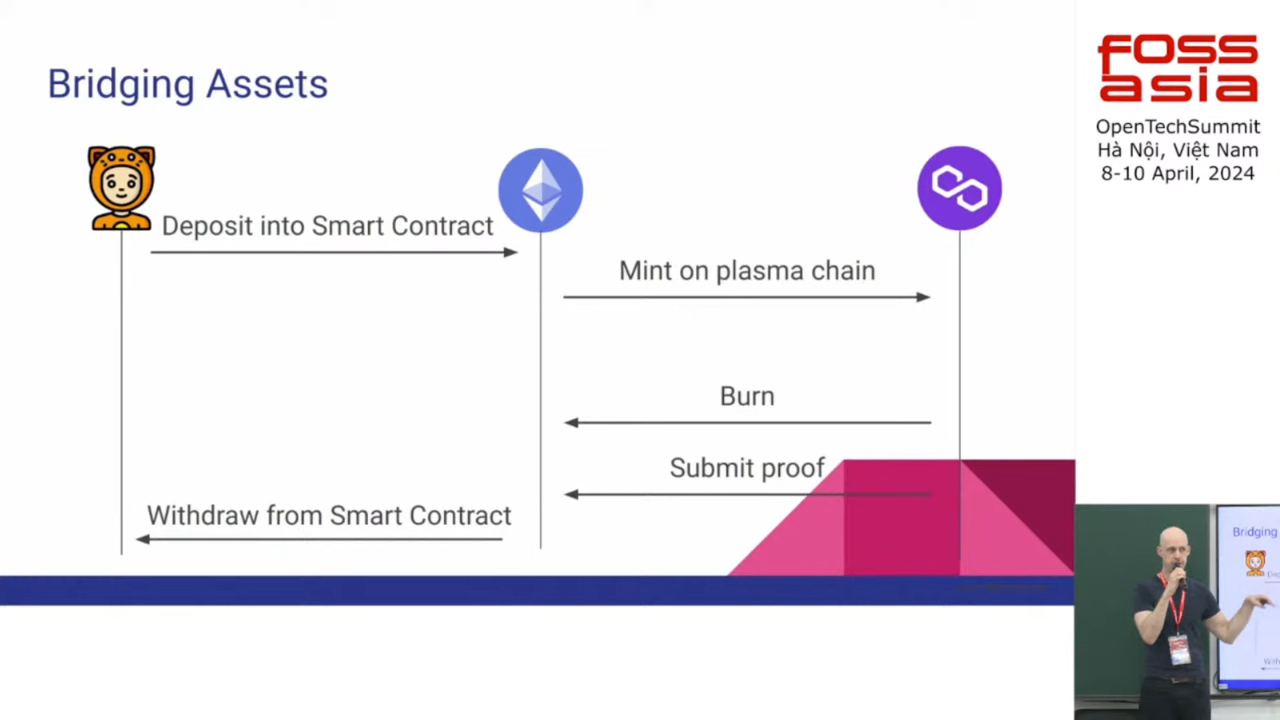 Bridging Assets
Deposit into Smart Contract
Mint on plasma chain
Burn
Submit proof
Withdraw from Smart Contract
FOSS
asia
OpenTechSummit
Hà Nội, Việt Nam
8-10 April, 2024
Bridging